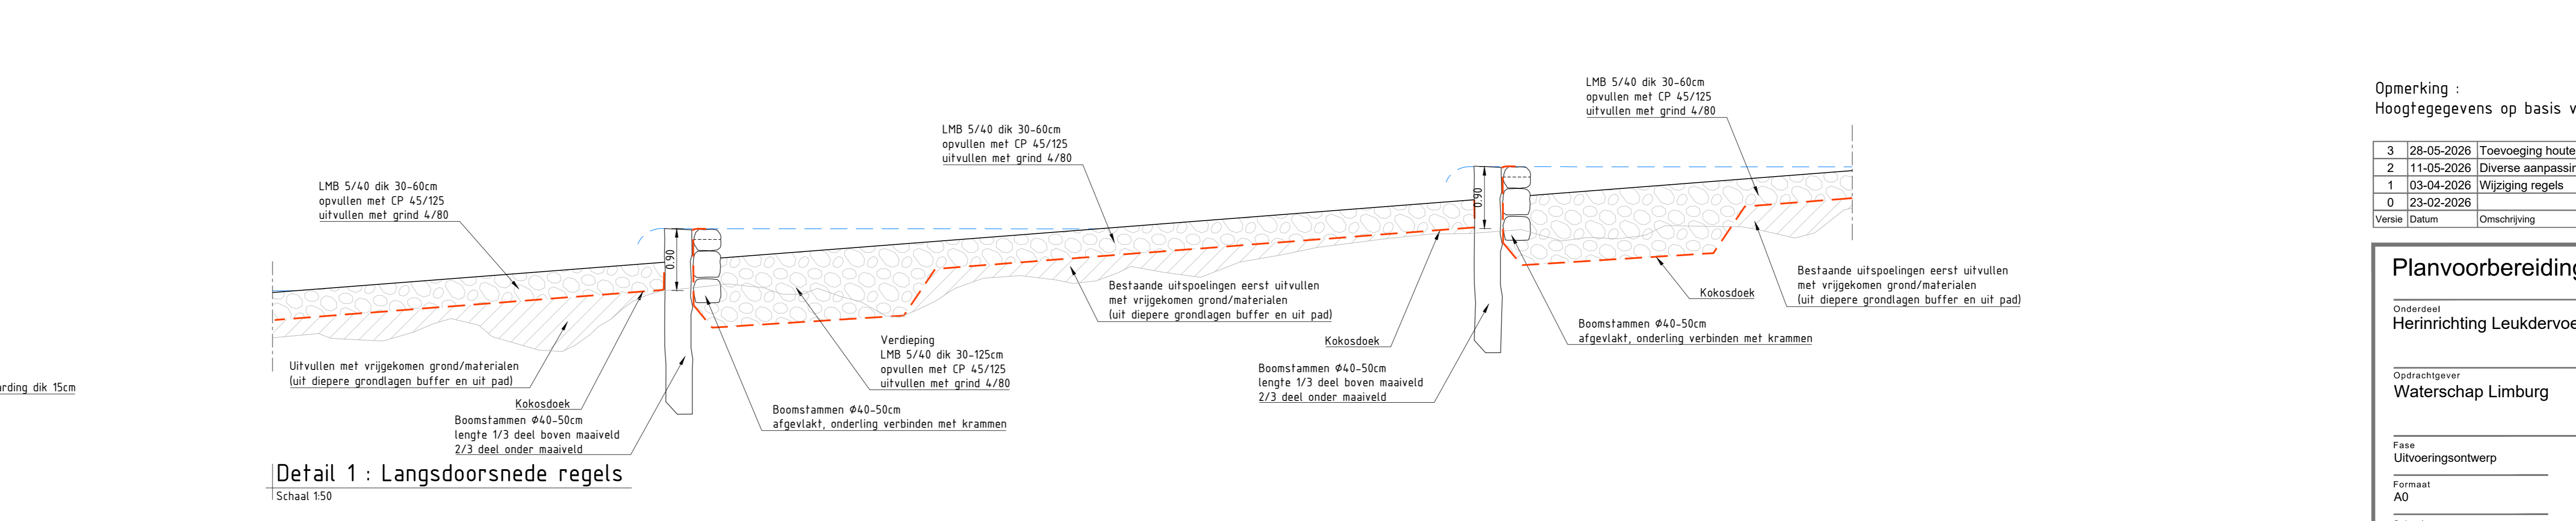 LMB 5/40 dik 30-60cm
opvullen met CP 45/125
uitvullen met grind 4/80
LMB 5/40 dik 30-60cm
opvullen met CP 45/125
uitvullen met grind 4/80
LMB 5/40 dik 30-60cm
opvullen met CP 45/125
uitvullen met grind 4/80
0.90
0.90
Bestaande uitspoelingen eerst uitvullen
met vrijgekomen grond/materialen
(uit diepere grondlagen buffer en uit pad)
Bestaande uitspoelingen eerst uitvullen
met vrijgekomen grond/materialen
(uit diepere grondlagen buffer en uit pad)
Kokosdoek
Boomstammen Ø40-50cm
afgevlakt, onderling verbinden met krammen
Kokosdoek
Boomstammen Ø40-50cm
lengte 1/3 deel boven maaiveld
2/3 deel onder maaiveld
Verdieping
LMB 5/40 dik 30-125cm
opvullen met CP 45/125
uitvullen met grind 4/80
Uitvullen met vrijgekomen grond/materialen
(uit diepere grondlagen buffer en uit pad)
arding dik 15cm
Kokosdoek
Boomstammen Ø40-50cm
lengte 1/3 deel boven maaiveld
2/3 deel onder maaiveld
Boomstammen Ø40-50cm
afgevlakt, onderling verbinden met krammen
Detail 1 : Langsdoorsnede regels
Schaal 1:50
Opmerking :
Hoogtegegevens op basis v
3 28-05-2026 Toevoeging houte
2 11-05-2026 Diverse aanpassin
1 03-04-2026 Wijziging regels
0 23-02-2026
Versie Datum Omschrijving
Planvoorbereiding
Onderdeel
Herinrichting Leukdervoe
Opdrachtgever
Waterschap Limburg
Fase
Uitvoeringsontwerp
Formaat
A0